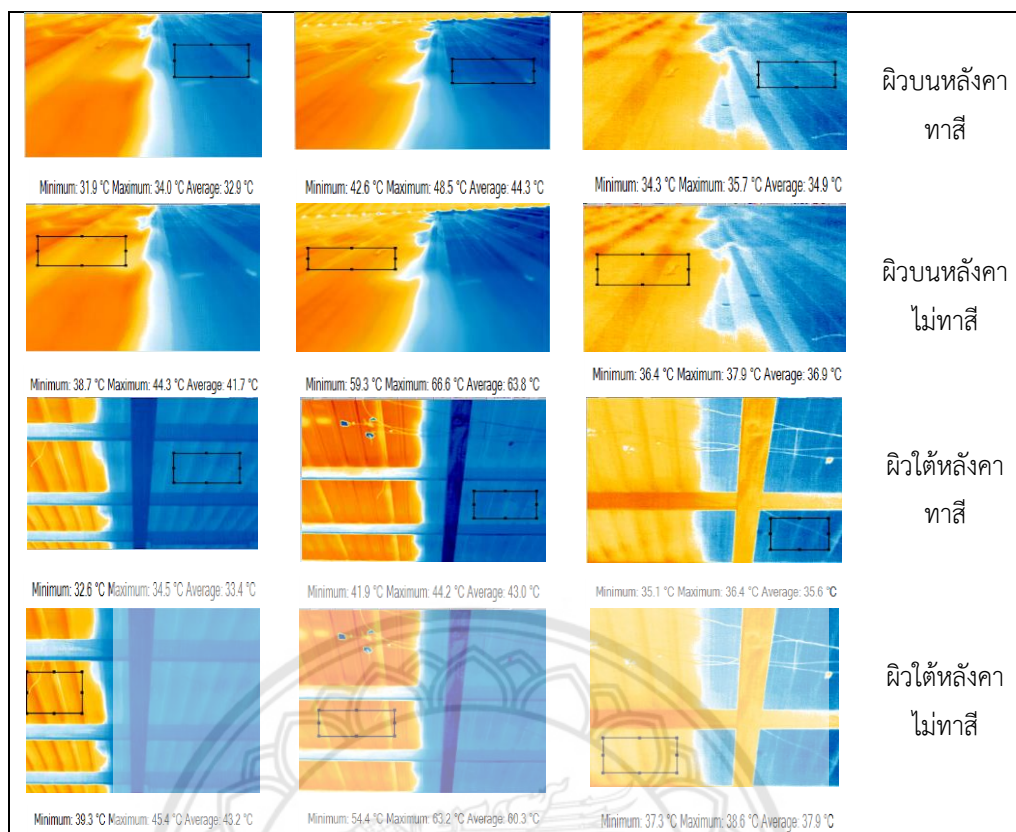 ผิวบนหลังคา
ทาสี
Minimum: 31.9 °C Maximum: 34.0 °C Average: 32.9 °C
Minimum: 42.6 °C Maximum: 48.5 °C Average: 44.3 °C
Minimum: 34.3 °C Maximum: 35.7 °C Average: 34.9 °C
ผิวบนหลังคา
ไม่ทาสี
Minimum: 38.7 °C Maximum: 44.3 °C Average: 41.7 °C
Minimum: 59.3 °C Maximum: 66.6 °C Average: 63.8 °C
Minimum: 36.4 °C Maximum: 37.9 °C Average: 36.9 °C
ผิวใต้หลังคา
ทาสี
Minimum: 32.6 °C Maximum: 34.5 °C Average: 33.4 °C
Minimum: 41.9 °C Maximum: 44.2 °C Average: 43.0 °C
Minimum: 35.1 °C Maximum: 36.4 °C Average: 35.6 °C
ผิวใต้หลังคา
ไม่ทาสี
Minimum: 39.3 °C Maximum: 45.4 °C Average: 43.2 °C
Minimum: 54.4 °C Maximum: 63.2 °C Average: 60.3 °C
Minimum: 37.3 °C Maximum: 38.6 °C Average: 37.9 °C